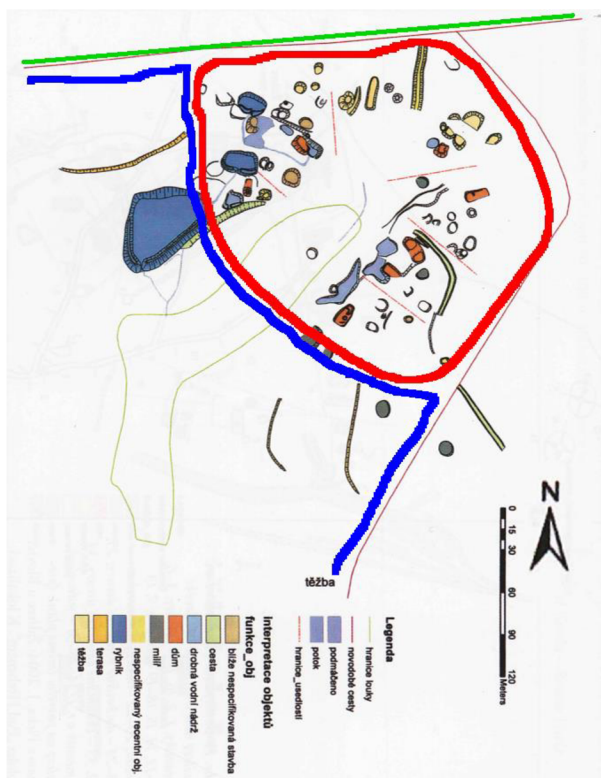 N
0 15 30 60 90 120
Meters
těžba
Legenda
hranice louky
novodobé cesty
podmáčeno
potok
hranice_usedlostí
Interpretace objektů
funkce_obj
blíže nespecifikovaná stavba
cesta
drobná vodní nádrž
dům
milíř
nespecifikovaný recentní obj.
rybník
terasa
těžba